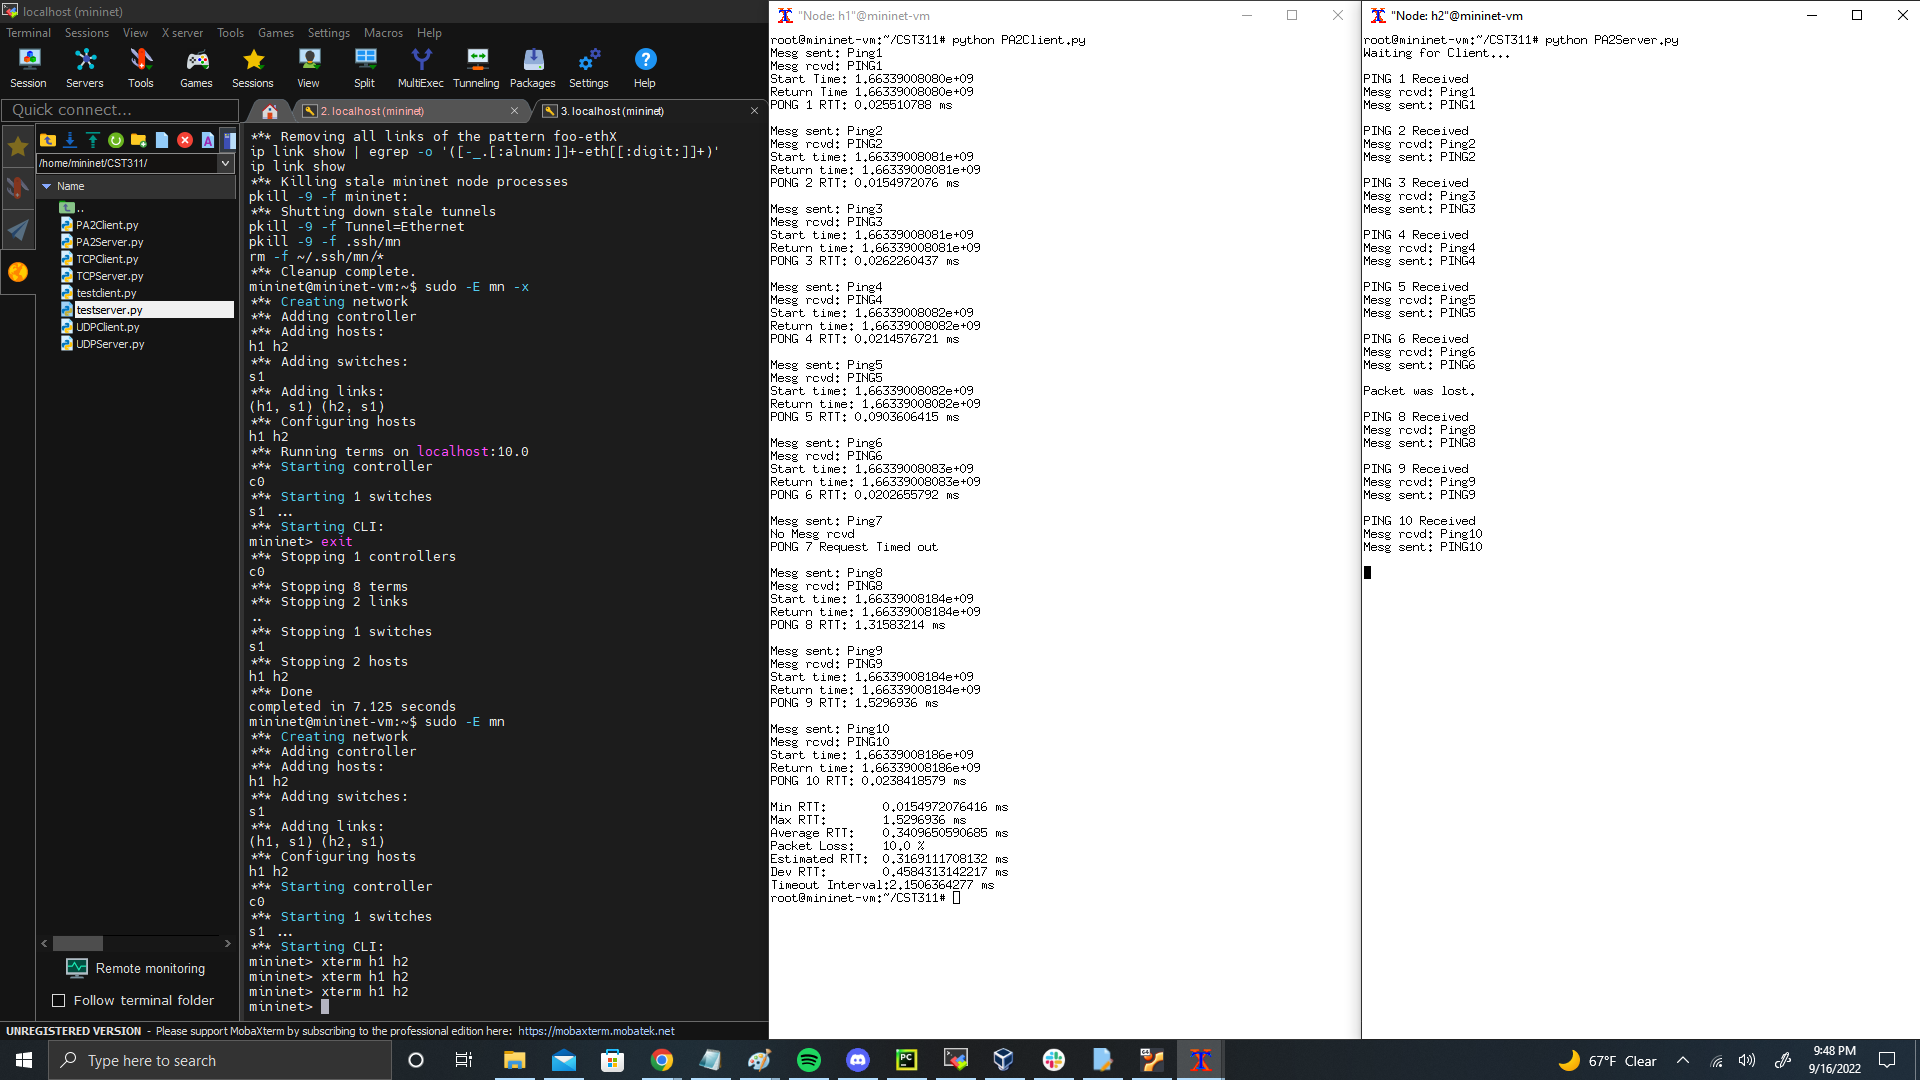 localhost (mininet)
Terminal Sessions View X server Tools Games Settings Macros Help
Session Servers Tools Games Sessions View Split MultiExec Tunneling Packages Settings Help
Quick connect...
2. localhost (mininet)
3. localhost (mininet)
/home/mininet/CST311/
Name
..
PA2Client.py
PA2Server.py
TCPClient.py
TCPServer.py
testclient.py
testserver.py
UDPClient.py
UDPServer.py
Remote monitoring
Follow terminal folder
*** Removing all links of the pattern foo-ethX
ip link show | egrep -o '([-_.[:alnum:]]+-eth[[:digit:]]+)'
ip link show
*** Killing stale mininet node processes
pkill -9 -f mininet:
*** Shutting down stale tunnels
pkill -9 -f Tunnel=Ethernet
pkill -9 -f .ssh/mn
rm -f ~/.ssh/mn/*
*** Cleanup complete.
mininet@mininet-vm:~$ sudo -E mn -x
*** Creating network
*** Adding controller
*** Adding hosts:
h1 h2
*** Adding switches:
s1
*** Adding links:
(h1, s1) (h2, s1)
*** Configuring hosts
h1 h2
*** Running terms on localhost:10.0
*** Starting controller
c0
*** Starting 1 switches
s1 ...
*** Starting CLI:
mininet> exit
*** Stopping 1 controllers
c0
*** Stopping 8 terms
*** Stopping 2 links
..
*** Stopping 1 switches
s1
*** Stopping 2 hosts
h1 h2
*** Done
completed in 7.125 seconds
mininet@mininet-vm:~$ sudo -E mn
*** Creating network
*** Adding controller
*** Adding hosts:
h1 h2
*** Adding switches:
s1
*** Adding links:
(h1, s1) (h2, s1)
*** Configuring hosts
h1 h2
*** Starting controller
c0
*** Starting 1 switches
s1 ...
*** Starting CLI:
mininet> xterm h1 h2
mininet> xterm h1 h2
mininet> xterm h1 h2
mininet>
UNREGISTERED VERSION - Please support MobaXterm by subscribing to the professional edition here: https://mobaxterm.mobatek.net
"Node: h1"@mininet-vm
root@mininet-vm:~/CST311# python PA2Client.py
Mesg sent: Ping1
Mesg rcvd: PING1
Start Time: 1.66339008080e+09
Return Time 1.66339008080e+09
PONG 1 RTT: 0.025510788 ms
Mesg sent: Ping2
Mesg rcvd: PING2
Start time: 1.66339008081e+09
Return time: 1.66339008081e+09
PONG 2 RTT: 0.0154972076 ms
Mesg sent: Ping3
Mesg rcvd: PING3
Start time: 1.66339008081e+09
Return time: 1.66339008081e+09
PONG 3 RTT: 0.0262260437 ms
Mesg sent: Ping4
Mesg rcvd: PING4
Start time: 1.66339008082e+09
Return time: 1.66339008082e+09
PONG 4 RTT: 0.0214576721 ms
Mesg sent: Ping5
Mesg rcvd: PING5
Start time: 1.66339008082e+09
Return time: 1.66339008082e+09
PONG 5 RTT: 0.0903606415 ms
Mesg sent: Ping6
Mesg rcvd: PING6
Start time: 1.66339008083e+09
Return time: 1.66339008083e+09
PONG 6 RTT: 0.0202655792 ms
Mesg sent: Ping7
No Mesg rcvd
PONG 7 Request Timed out
Mesg sent: Ping8
Mesg rcvd: PING8
Start time: 1.66339008184e+09
Return time: 1.66339008184e+09
PONG 8 RTT: 1.31583214 ms
Mesg sent: Ping9
Mesg rcvd: PING9
Start time: 1.66339008184e+09
Return time: 1.66339008184e+09
PONG 9 RTT: 1.5296936 ms
Mesg sent: Ping10
Mesg rcvd: PING10
Start time: 1.66339008186e+09
Return time: 1.66339008186e+09
PONG 10 RTT: 0.0238418579 ms
Min RTT: 0.0154972076416 ms
Max RTT: 1.5296936 ms
Average RTT: 0.3409650590685 ms
Packet Loss: 10.0 %
Estimated RTT: 0.3169111708132 ms
Dev RTT: 0.4584313142217 ms
Timeout Interval:2.1506364277 ms
root@mininet-vm:~/CST311#
"Node: h2"@mininet-vm
root@mininet-vm:~/CST311# python PA2Server.py
Waiting for Client...
PING 1 Received
Mesg rcvd: Ping1
Mesg sent: PING1
PING 2 Received
Mesg rcvd: Ping2
Mesg sent: PING2
PING 3 Received
Mesg rcvd: Ping3
Mesg sent: PING3
PING 4 Received
Mesg rcvd: Ping4
Mesg sent: PING4
PING 5 Received
Mesg rcvd: Ping5
Mesg sent: PING5
PING 6 Received
Mesg rcvd: Ping6
Mesg sent: PING6
Packet was lost.
PING 8 Received
Mesg rcvd: Ping8
Mesg sent: PING8
PING 9 Received
Mesg rcvd: Ping9
Mesg sent: PING9
PING 10 Received
Mesg rcvd: Ping10
Mesg sent: PING10
Type here to search
67°F Clear
9:48 PM
9/16/2022